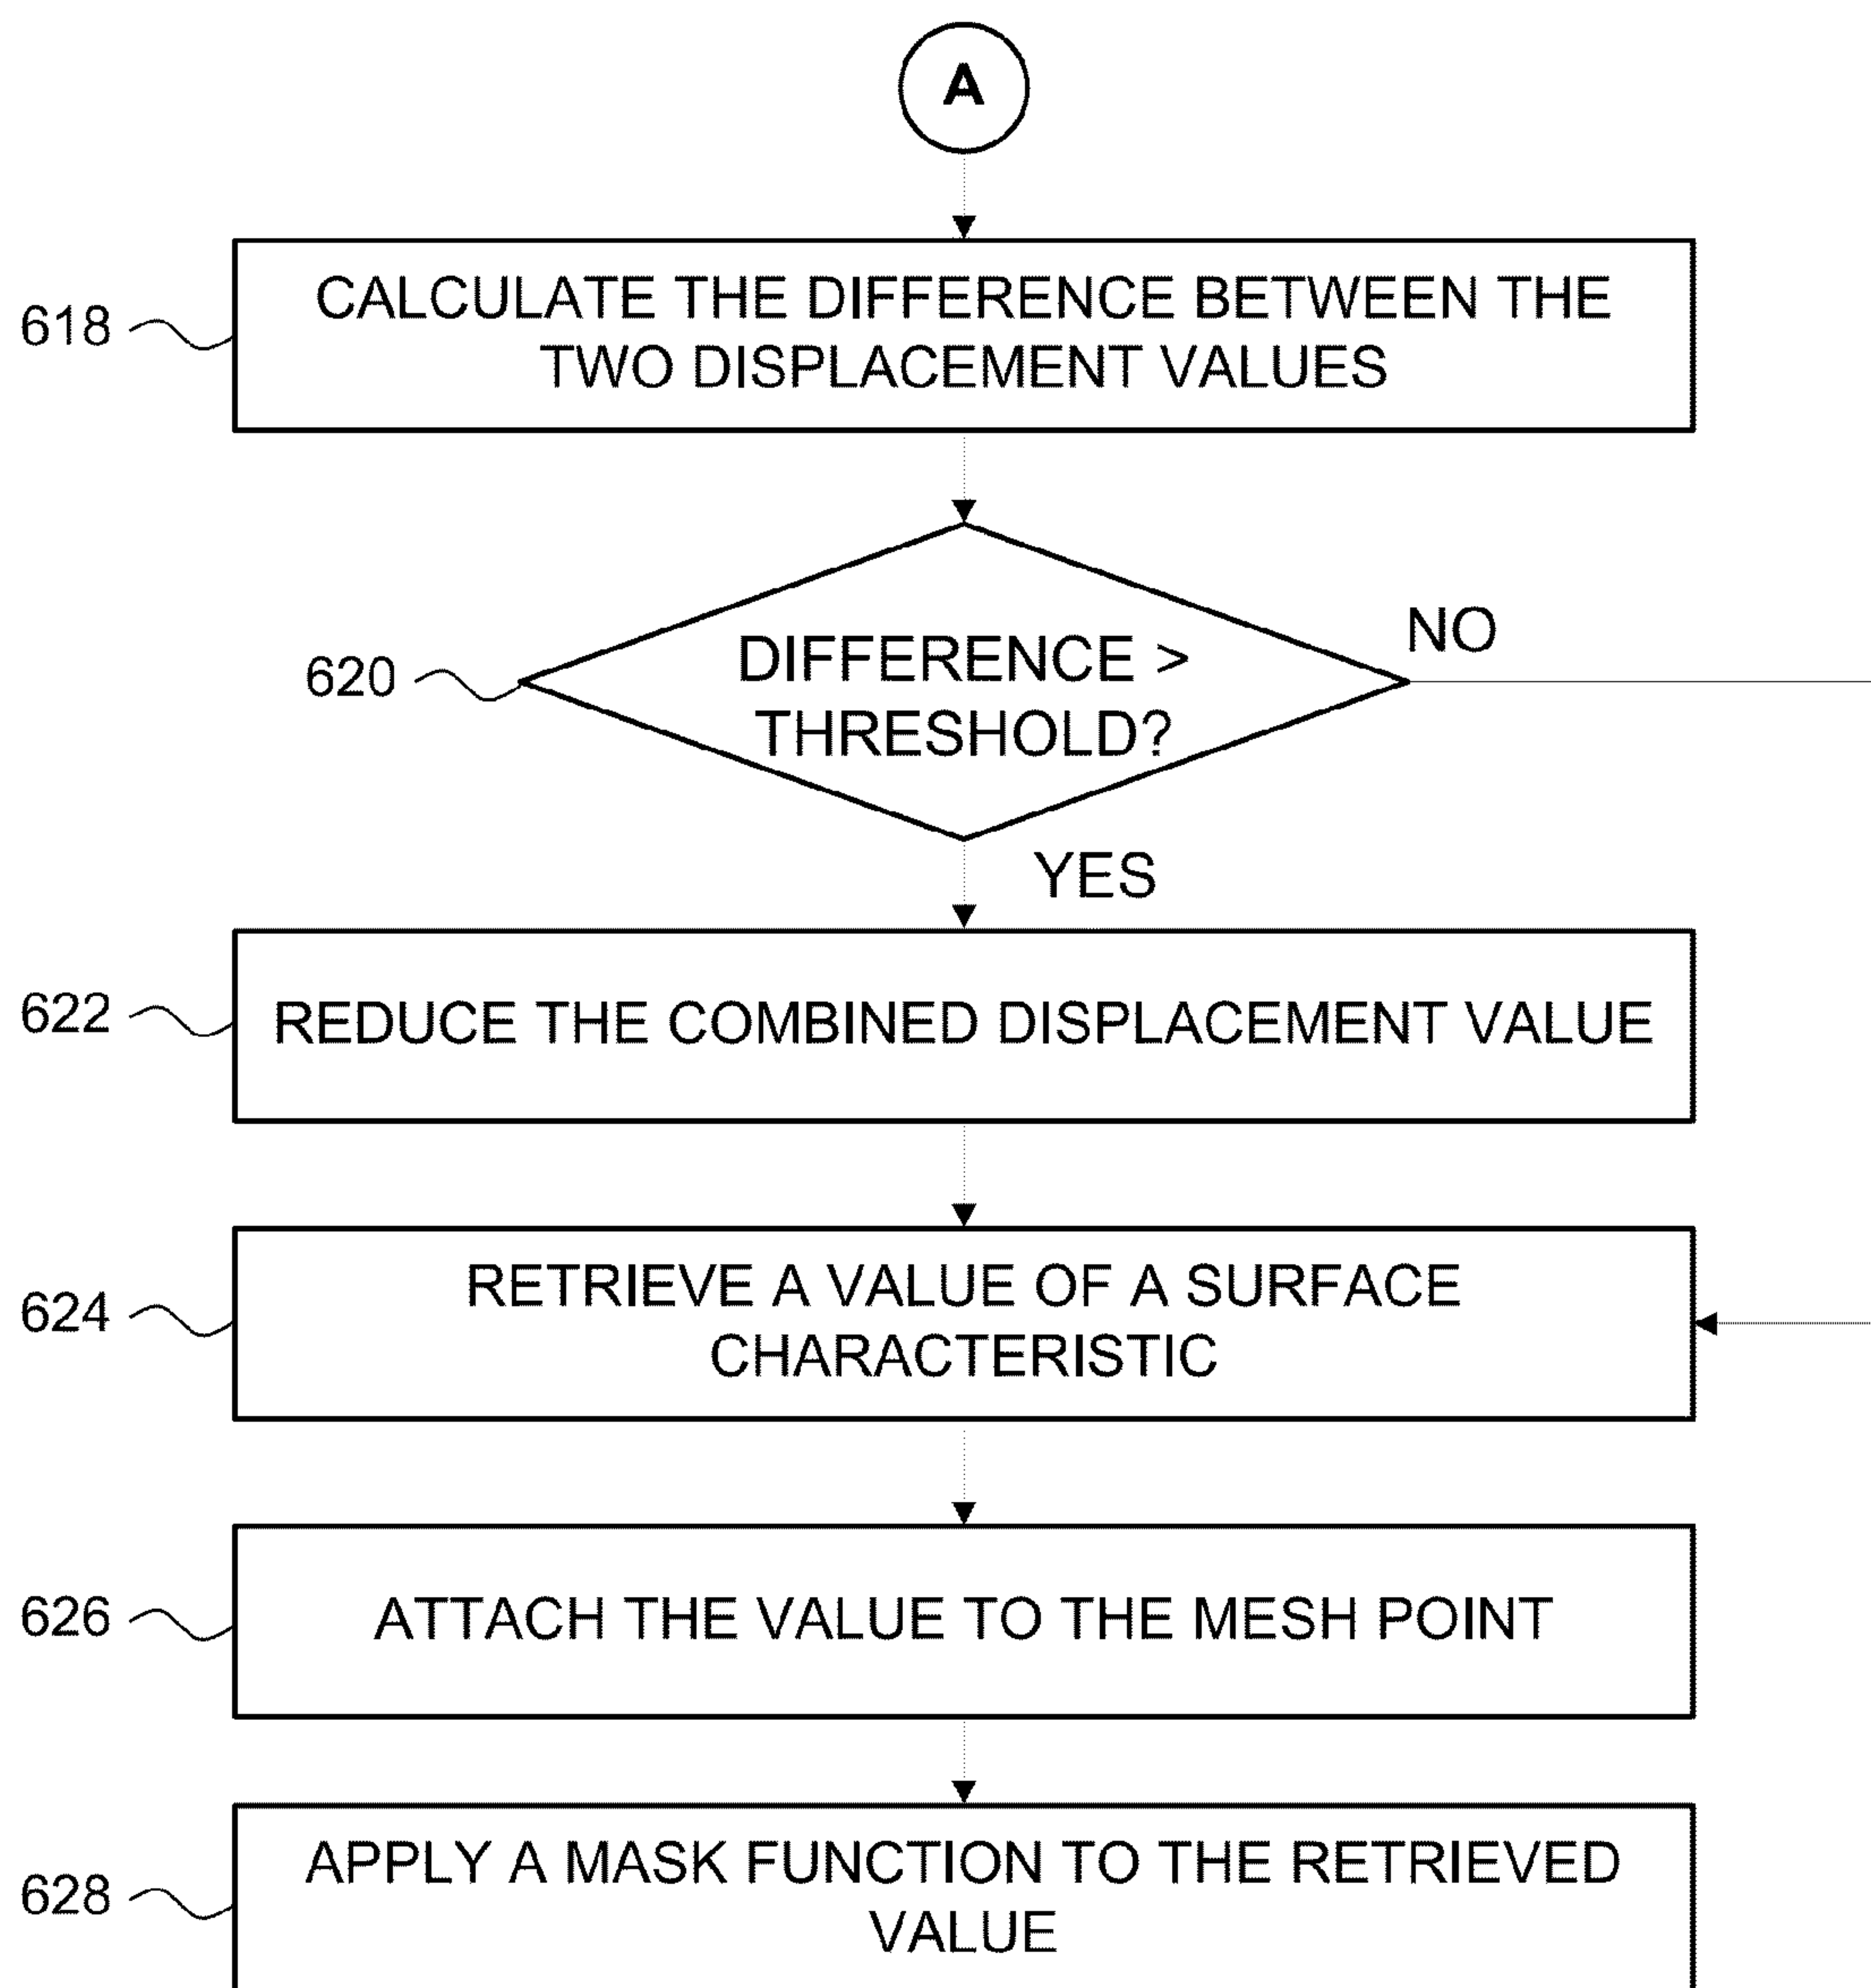 A
618
CALCULATE THE DIFFERENCE BETWEEN THE
TWO DISPLACEMENT VALUES
620
DIFFERENCE >
THRESHOLD?
NO
YES
622
REDUCE THE COMBINED DISPLACEMENT VALUE
624
RETRIEVE A VALUE OF A SURFACE
CHARACTERISTIC
626
ATTACH THE VALUE TO THE MESH POINT
628
APPLY A MASK FUNCTION TO THE RETRIEVED
VALUE